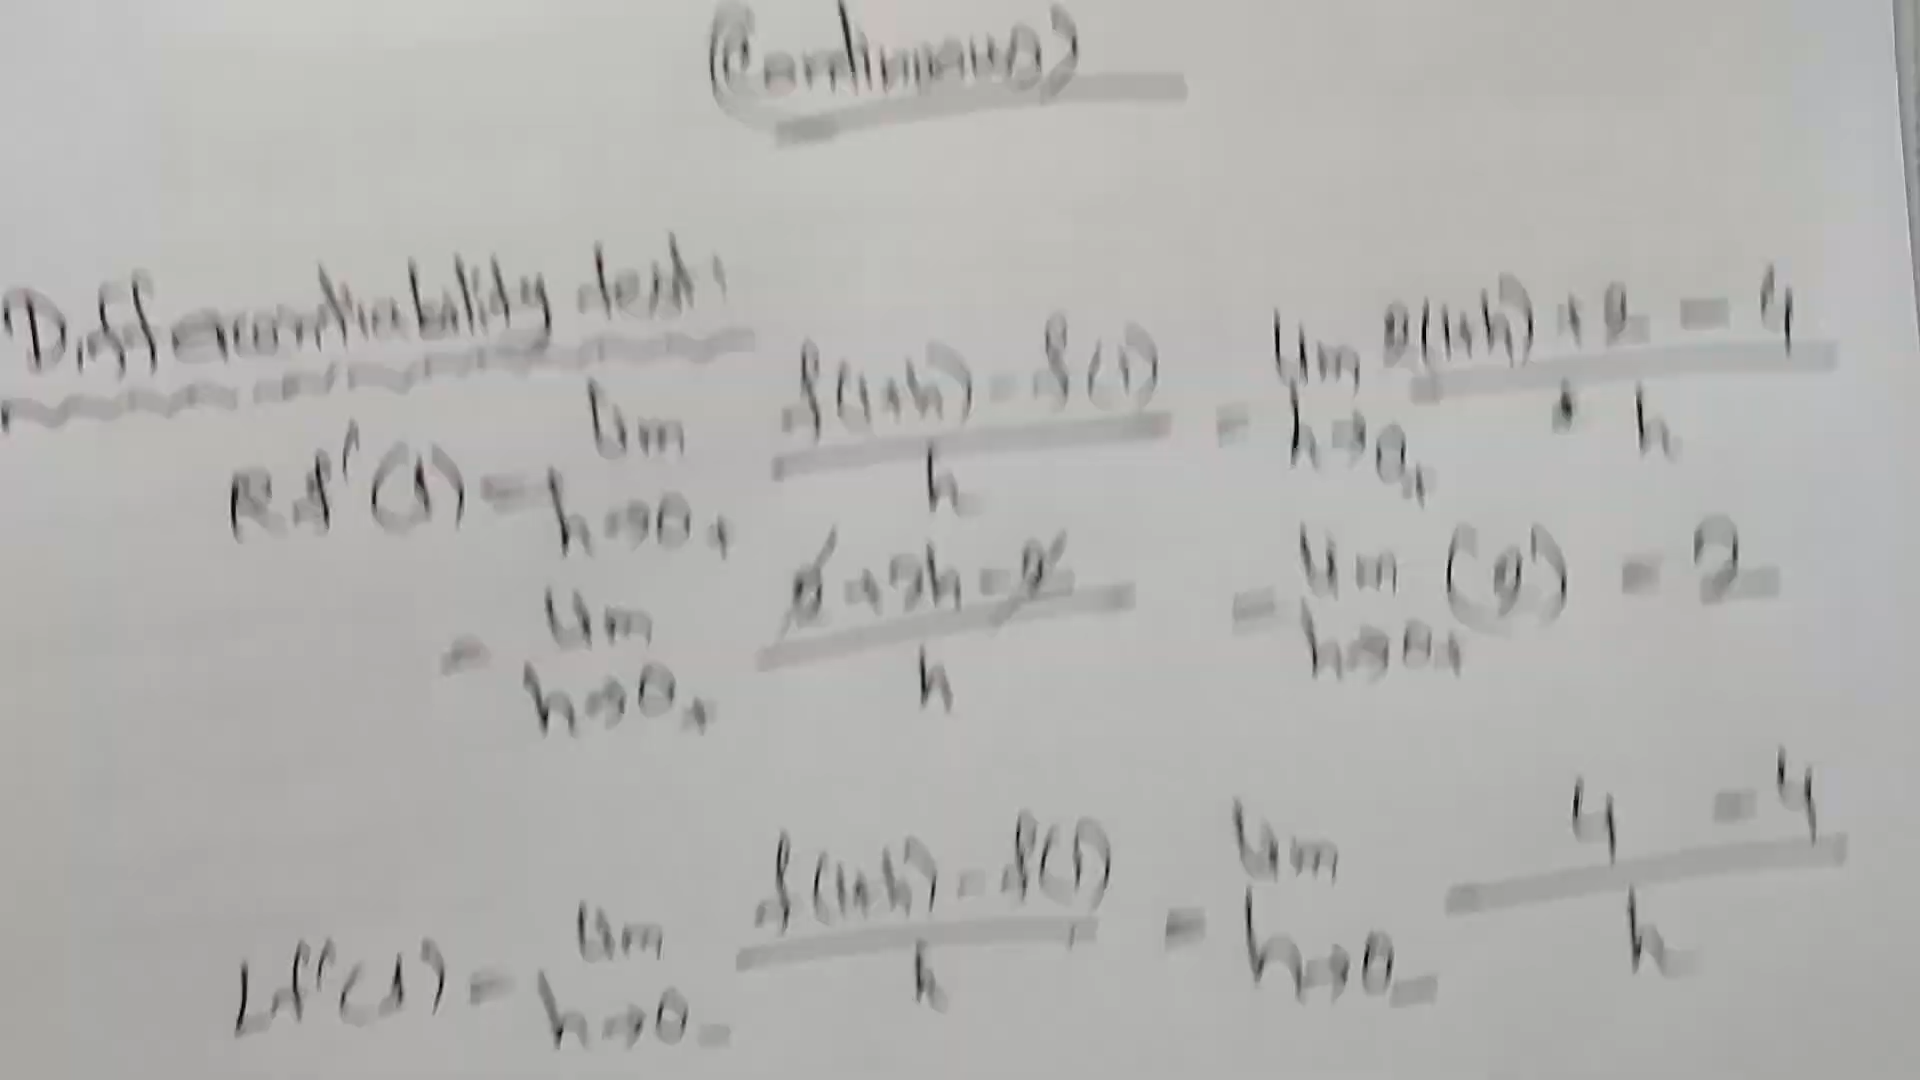 (Continuous)
Differentiability test:
Rf'(1) = lim h→0+ f(1+h) - f(1) / h = lim h→0+ 2(1+h) + 2 - 4 / h
= lim h→0+ 2 + 2h - 2 / h = lim h→0+ (2) = 2
Lf'(1) = lim h→0- f(1+h) - f(1) / h = lim h→0- 4 - 4 / h